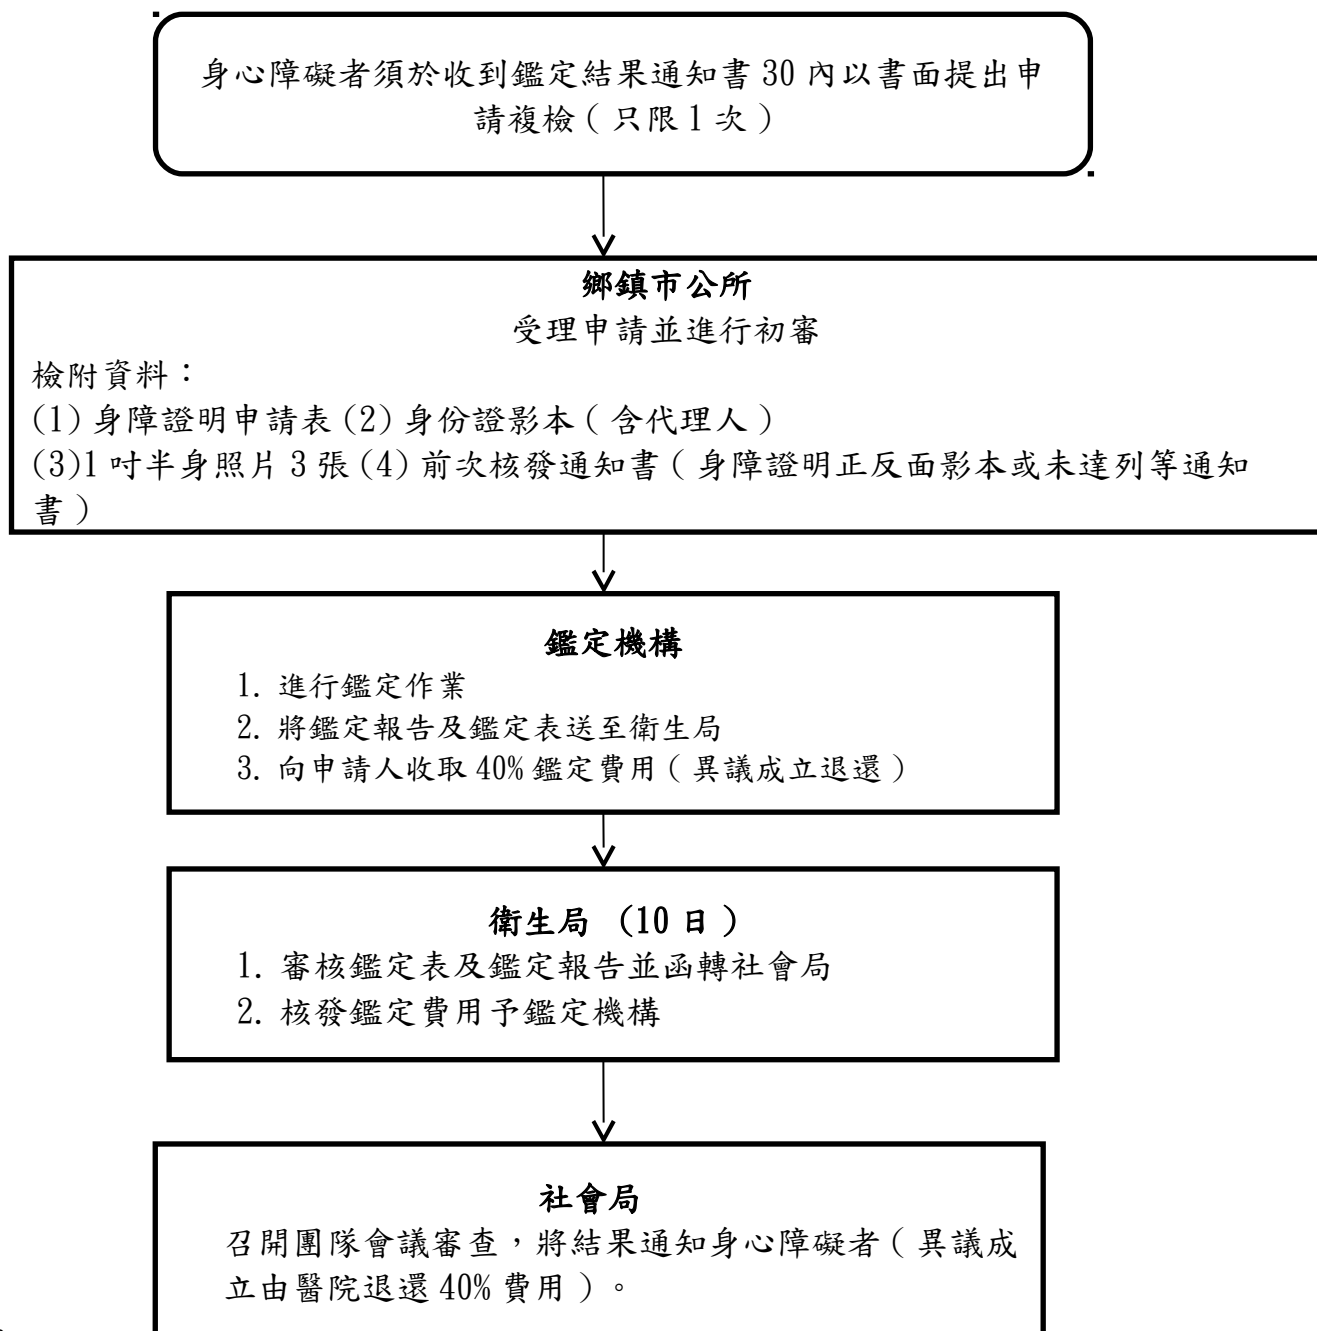 身心障礙者須於收到鑑定結果通知書 30 內以書面提出申
請複檢（只限 1 次）
鄉鎮市公所
受理申請並進行初審
檢附資料：
(1) 身障證明申請表 (2) 身份證影本（含代理人）
(3)1 吋半身照片 3 張 (4) 前次核發通知書（身障證明正反面影本或未達列等通知
書）
鑑定機構
1. 進行鑑定作業
2. 將鑑定報告及鑑定表送至衛生局
3. 向申請人收取 40% 鑑定費用（異議成立退還）
衛生局 (10 日）
1. 審核鑑定表及鑑定報告並函轉社會局
2. 核發鑑定費用予鑑定機構
社會局
召開團隊會議審查，將結果通知身心障礙者（異議成
立由醫院退還 40% 費用）。